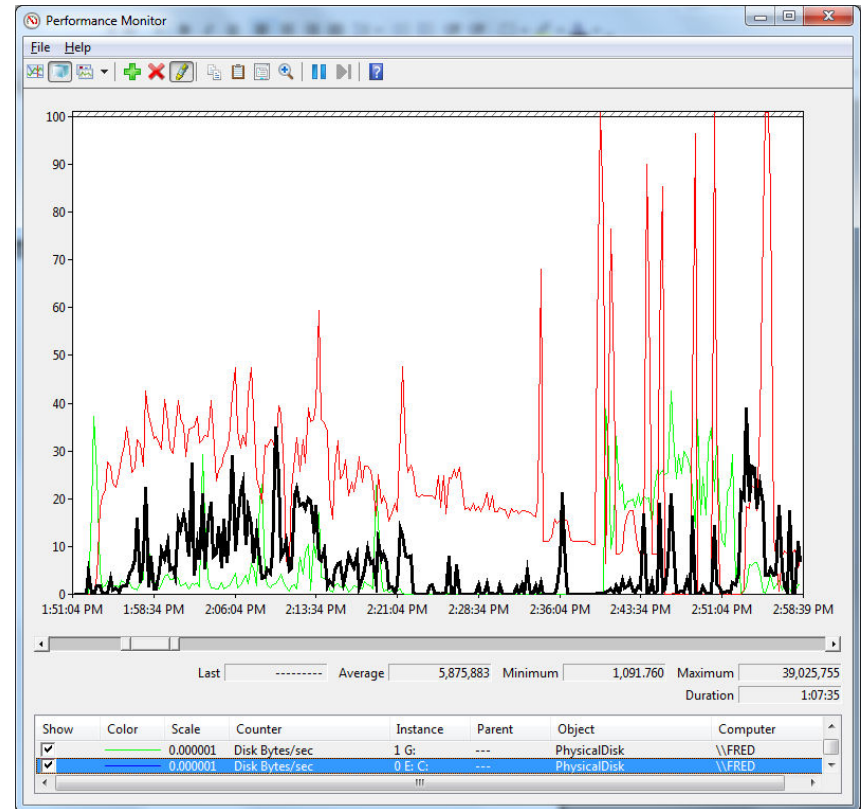 Performance Monitor
File Help
100
90
80
70
60
50
40
30
20
10
0
1:51:04 PM 1:58:34 PM 2:06:04 PM 2:13:34 PM 2:21:04 PM 2:28:34 PM 2:36:04 PM 2:43:34 PM 2:51:04 PM 2:58:39 PM
Last --------- Average 5,875,883 Minimum 1,091.760 Maximum 39,025,755
Duration 1:07:35
Show Color Scale Counter Instance Parent Object Computer
0.000001 Disk Bytes/sec 1 G: --- PhysicalDisk \\FRED
0.000001 Disk Bytes/sec 0 E: C: --- PhysicalDisk \\FRED